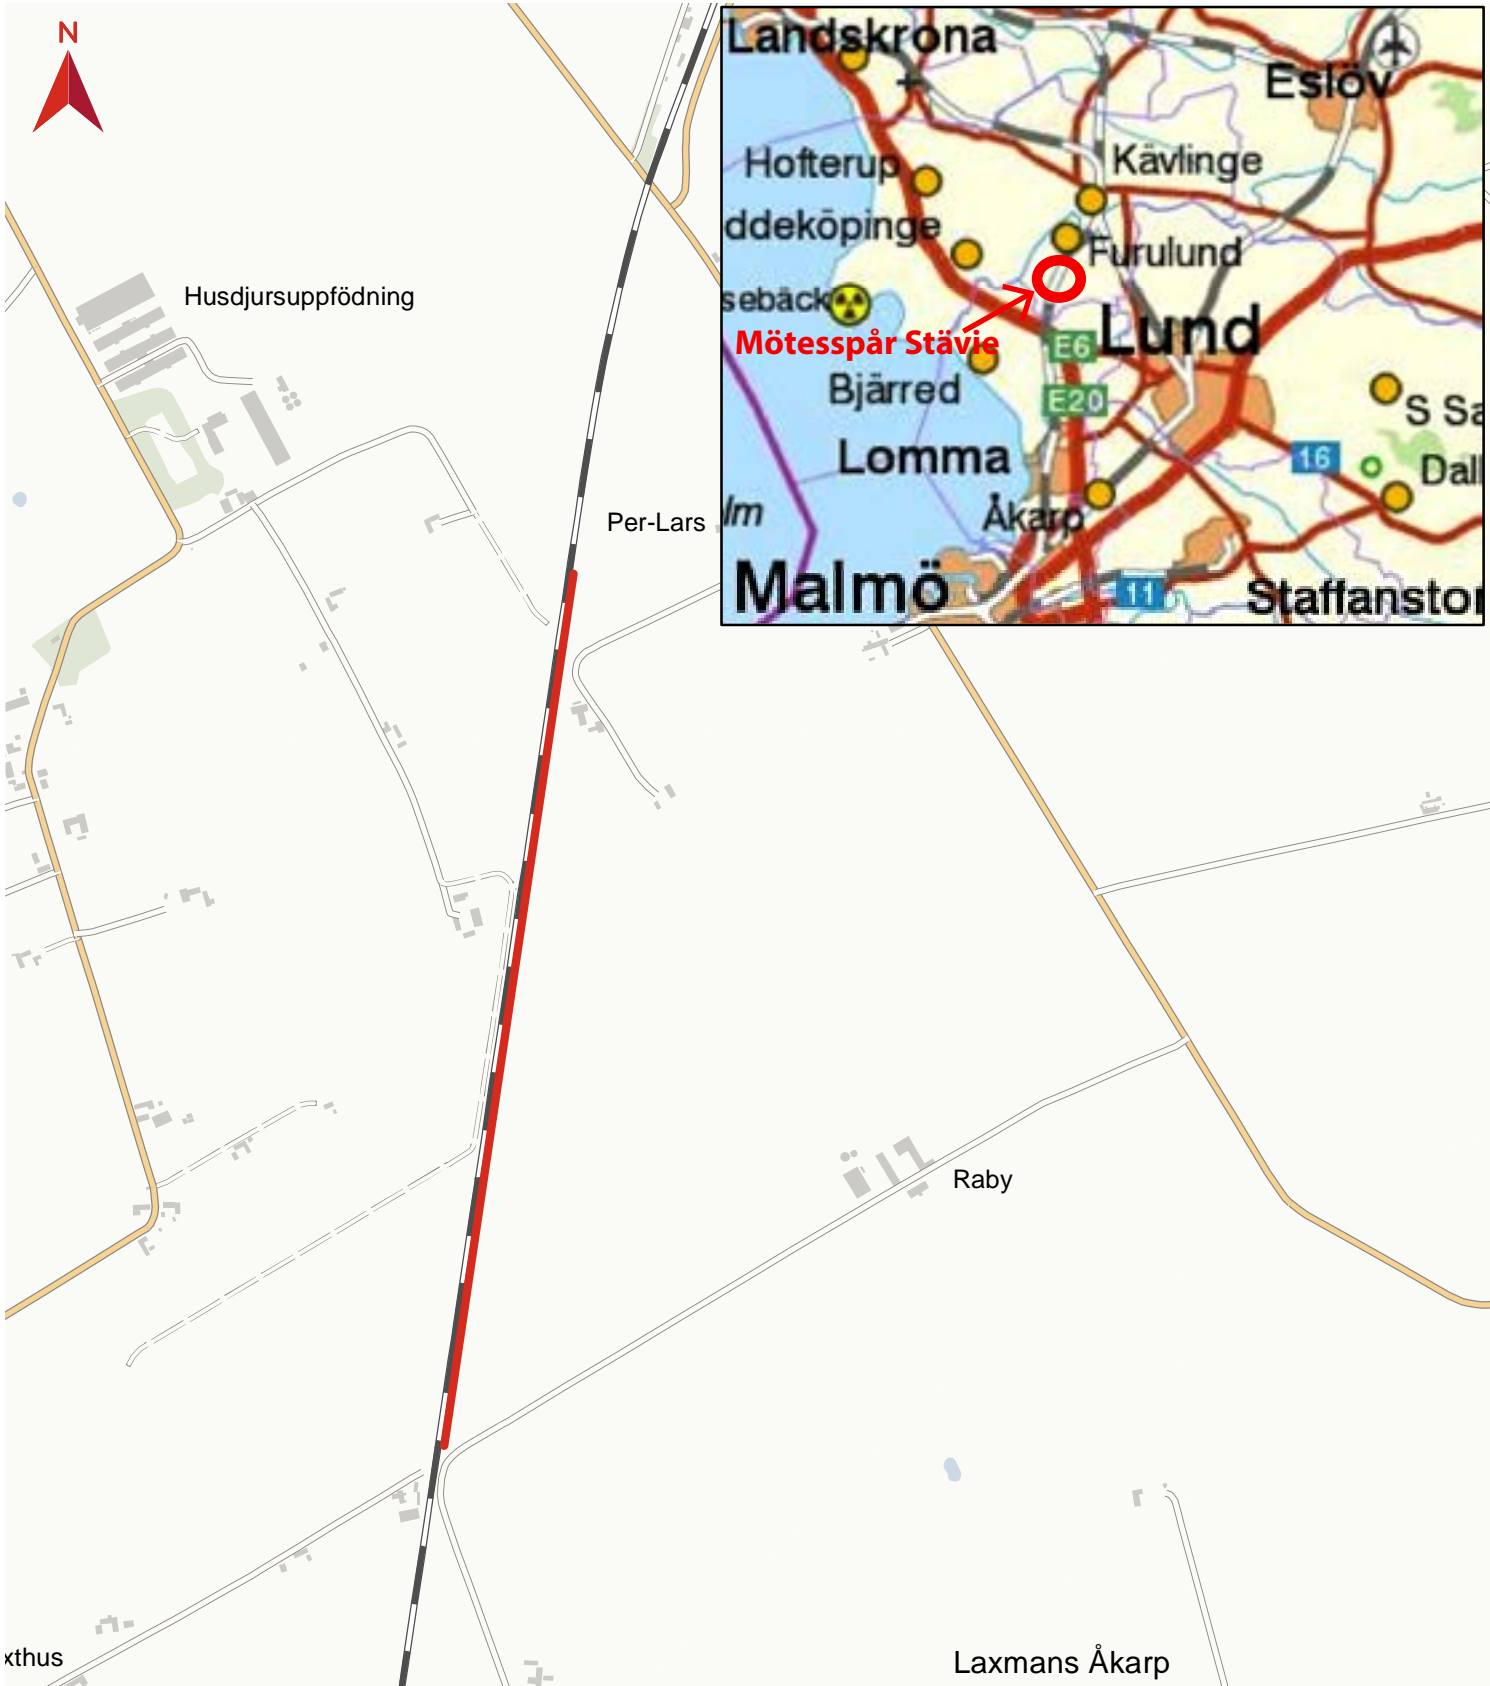 N
Landskrona
Eslöv
Hofterup
Kävlinge
ddeköpinge
Furulund
Husdjursuppfödning
sebäck
Mötesspår Stävie
E6
Lund
Bjärred
E20
S Sa
Lomma
16
Dall
lm
Åkarp
Per-Lars
Malmö
11
Staffanstor
Raby
xthus
Laxmans Åkarp